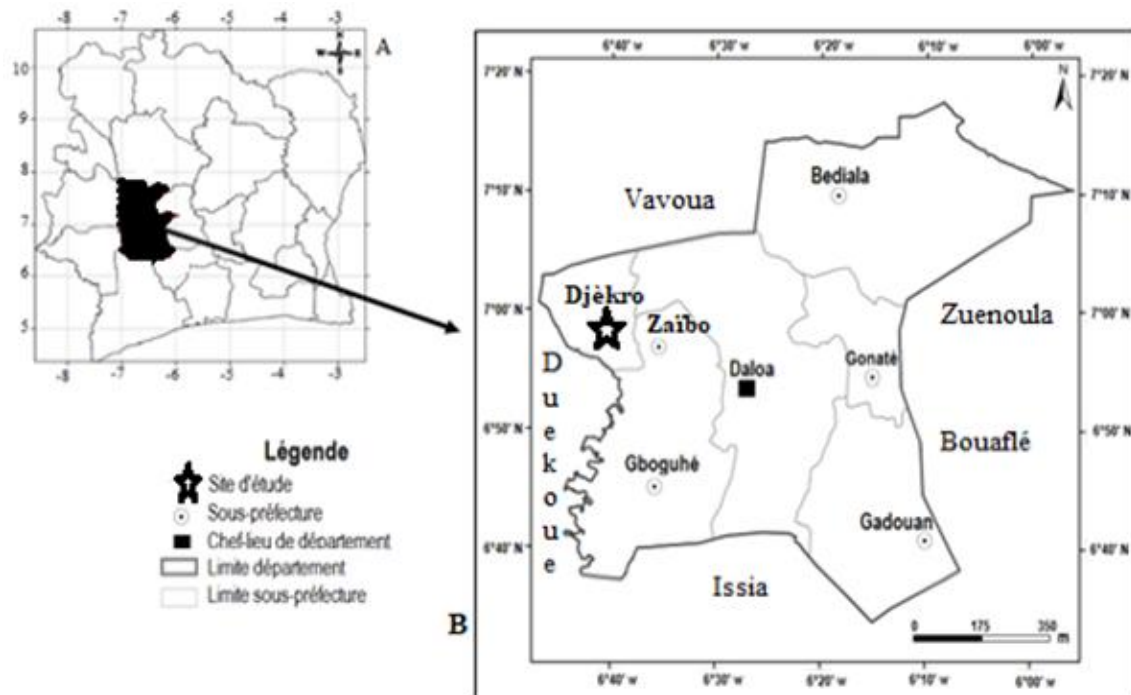 -8 -7 -6 -5 -4 -3
A
N
W E
S
10
9
8
7
6
5
-8 -7 -6 -5 -4 -3
Légende
Site d'étude
Sous-préfecture
Chef-lieu de département
Limite département
Limite sous-préfecture
B
6°40' w 6°30' w 6°20' w 6°10' w 6°00' w
7°20' N
7°10' N
7°00' N
6°50' N
6°40' N
N
7°20' N
7°10' N
7°00' N
6°50' N
6°40' N
Bediala
Vavoua
Djèkro
Zaïbo
Zuenoula
Daloa
Gonaté
Duekoue
Bouaflé
Gboguhé
Gadouan
Issia
0 175 350
m
6°40' w 6°30' w 6°20' w 6°10' w 6°00' w